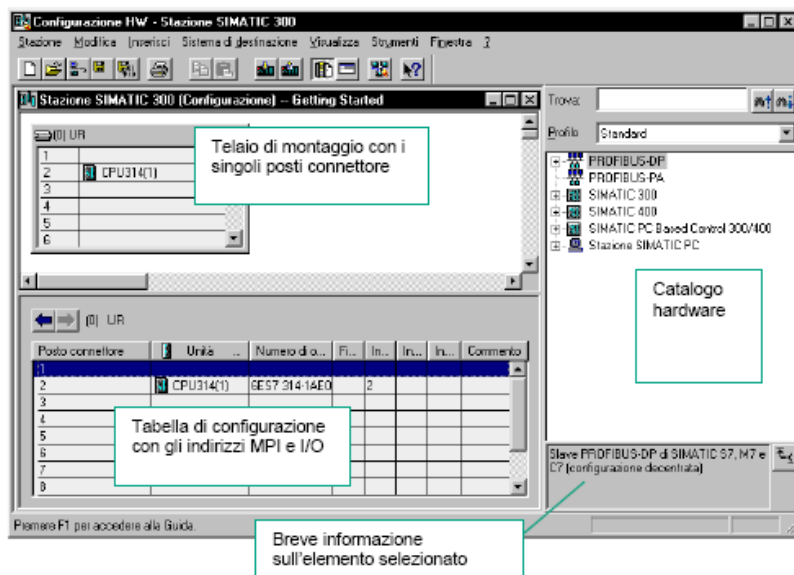 Configurazione HW - Stazione SIMATIC 300
Stazione Modifica Inserisci Sistema di destinazione Visualizza Strumenti Finestra ?
Stazione SIMATIC 300 (Configurazione) -- Getting Started
(0) UR
1
2 CPU314(1)
3
4
5
6
Telaio di montaggio con i
singoli posti connettore
Trova:
Profilo Standard
PROFIBUS-DP
PROFIBUS-PA
SIMATIC 300
SIMATIC 400
SIMATIC PC Based Control 300/400
Stazione SIMATIC PC
Catalogo
hardware
(0) UR
Posto connettore Unità ... Numero di o... Fi... In... In... In... Commento
1
2 CPU314(1) 6ES7 314-1AE0 2
3
4
5
6
7
8
Tabella di configurazione
con gli indirizzi MPI e I/O
Slave PROFIBUS-DP di SIMATIC S7, M7 e
C7 (configurazione decentrata)
Premere F1 per accedere alla Guida.
Breve informazione
sull'elemento selezionato